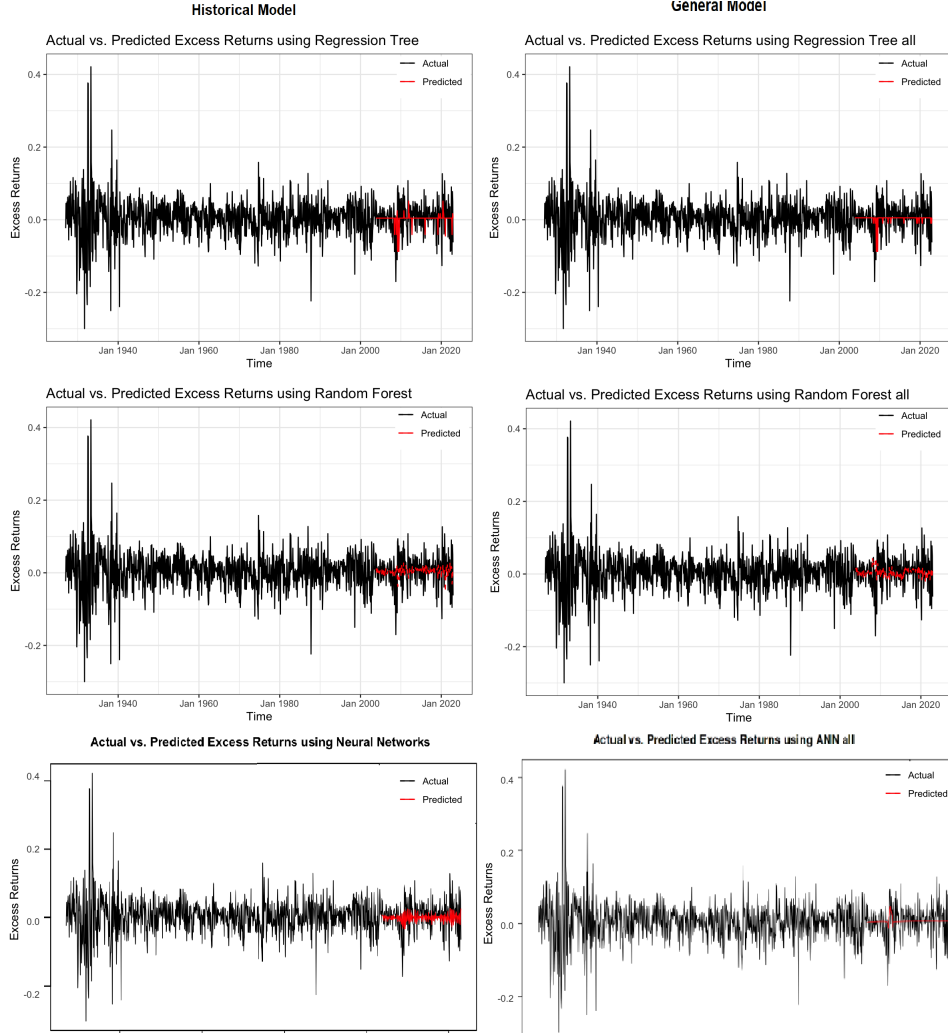 Historical Model
General Model
Actual vs. Predicted Excess Returns using Regression Tree
Actual vs. Predicted Excess Returns using Regression Tree all
Actual
Predicted
0.4
0.2
0.0
-0.2
Excess Returns
Jan 1940
Jan 1960
Jan 1980
Jan 2000
Jan 2020
Time
Actual
Predicted
0.4
0.2
0.0
-0.2
Excess Returns
Jan 1940
Jan 1960
Jan 1980
Jan 2000
Jan 2020
Time
Actual vs. Predicted Excess Returns using Random Forest
Actual vs. Predicted Excess Returns using Random Forest all
Actual
Predicted
0.4
0.2
0.0
-0.2
Excess Returns
Jan 1940
Jan 1960
Jan 1980
Jan 2000
Jan 2020
Time
Actual
Predicted
0.4
0.2
0.0
-0.2
Excess Returns
Jan 1940
Jan 1960
Jan 1980
Jan 2000
Jan 2020
Time
Actual vs. Predicted Excess Returns using Neural Networks
Actual vs. Predicted Excess Returns using ANN all
Actual
Predicted
0.4
0.2
0.0
-0.2
Excess Returns
Actual
Predicted
0.4
0.2
0.0
-0.2
Excess Returns